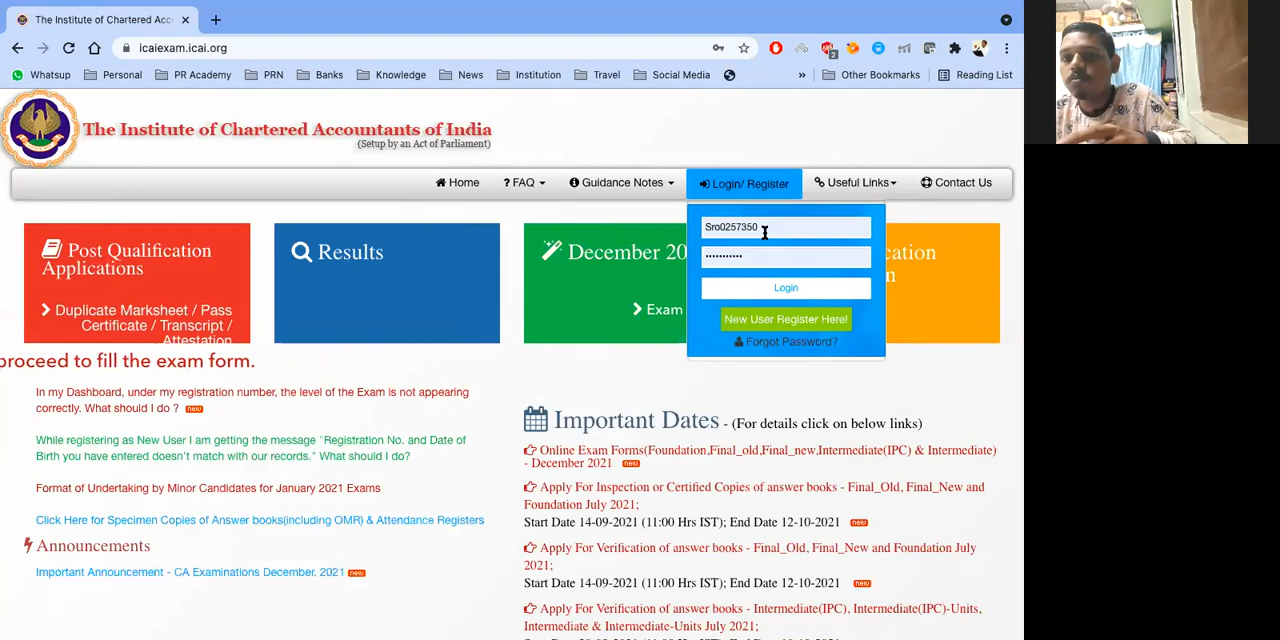 The Institute of Chartered Acc
icaiexam.icai.org
2
Whatsup
Personal
PR Academy
PRN
Banks
Knowledge
News
Institution
Travel
Social Media
»
Other Bookmarks
Reading List
The Institute of Chartered Accountants of India
(Setup by an Act of Parliament)
Home
? FAQ
Guidance Notes
Login/ Register
Useful Links
Contact Us
Post Qualification
Applications
Duplicate Marksheet / Pass
Certificate / Transcript /
Attestation
Results
December 20
Exam
Sro0257350
•••••••••••
Login
New User Register Here!
Forgot Password?
cation
n
proceed to fill the exam form.
In my Dashboard, under my registration number, the level of the Exam is not appearing
correctly. What should I do ? new
While registering as New User I am getting the message "Registration No. and Date of
Birth you have entered doesn't match with our records." What should I do?
Format of Undertaking by Minor Candidates for January 2021 Exams
Click Here for Specimen Copies of Answer books(including OMR) & Attendance Registers
Announcements
Important Announcement - CA Examinations December, 2021 new
Important Dates - (For details click on below links)
Online Exam Forms(Foundation,Final_old,Final_new,Intermediate(IPC) & Intermediate)
- December 2021 new
Apply For Inspection or Certified Copies of answer books - Final_Old, Final_New and
Foundation July 2021;
Start Date 14-09-2021 (11:00 Hrs IST); End Date 12-10-2021 new
Apply For Verification of answer books - Final_Old, Final_New and Foundation July
2021;
Start Date 14-09-2021 (11:00 Hrs IST); End Date 12-10-2021 new
Apply For Verification of answer books - Intermediate(IPC), Intermediate(IPC)-Units,
Intermediate & Intermediate-Units July 2021;